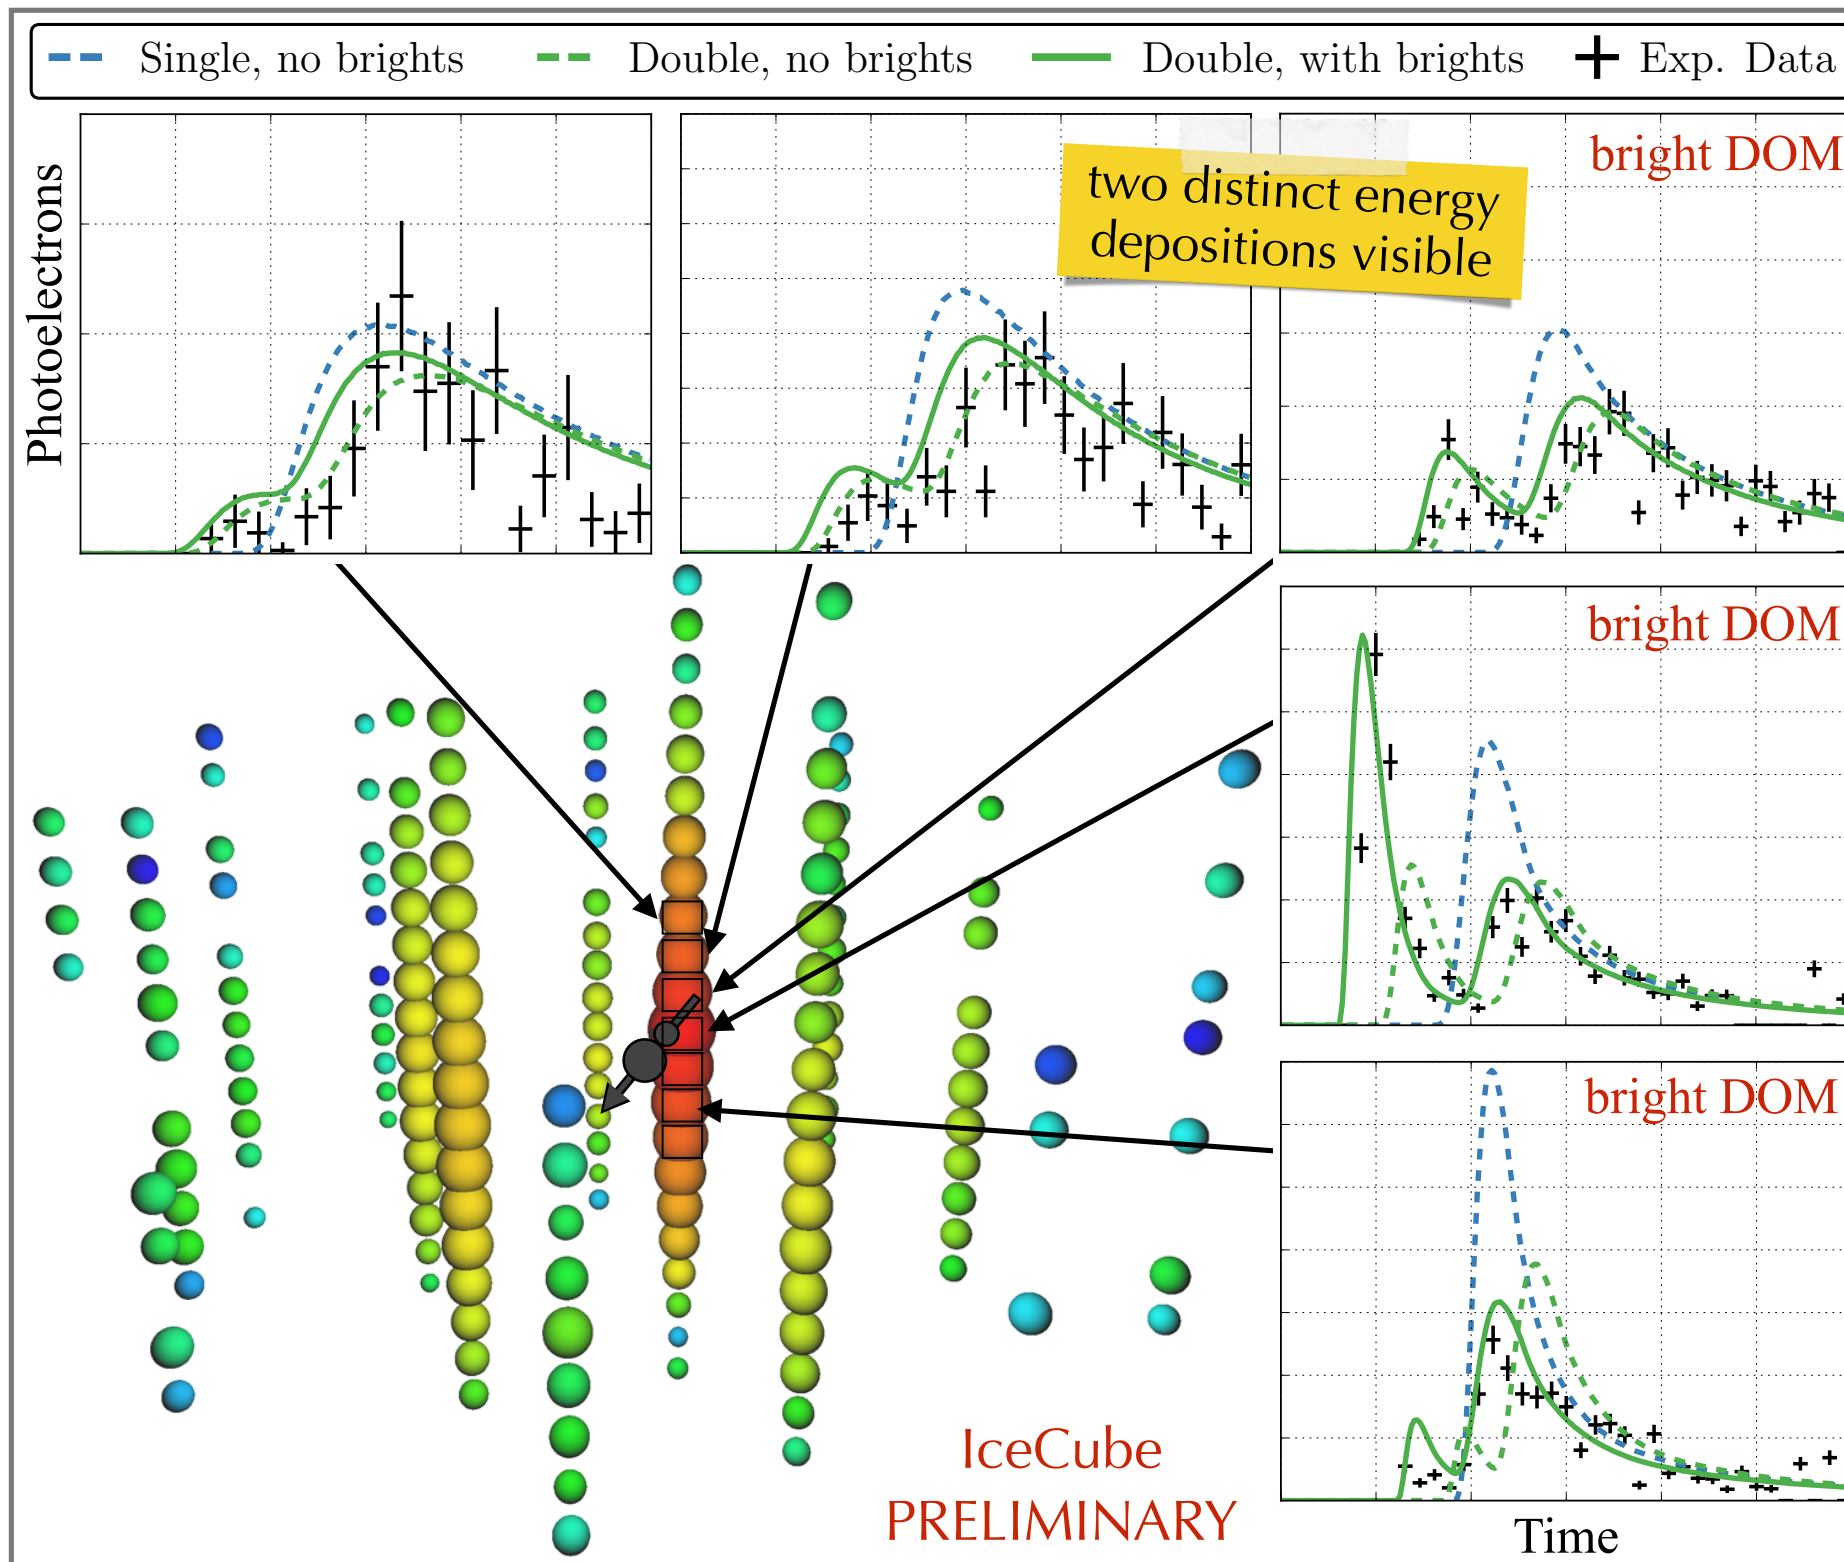 Single, no brights
Double, no brights
Double, with brights
Exp. Data
Photoelectrons
two distinct energy
depositions visible
bright DOM
bright DOM
bright DOM
IceCube
PRELIMINARY
Time